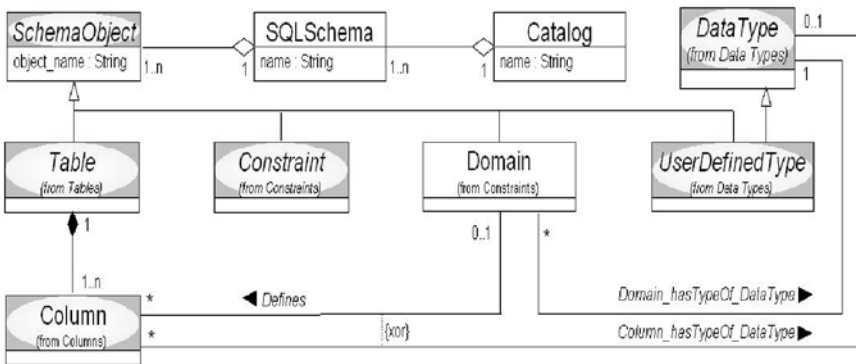 SchemaObject
object_name : String
1..n
1
SQLSchema
name : String
1..n
1
Catalog
name : String
DataType
(from Data Types)
0..1
1
Table
(from Tables)
Constraint
(from Constraints)
Domain
(from Constraints)
UserDefinedType
(from Data Types)
1
0..1
*
1..n
Column
(from Columns)
*
Defines
*
{xor}
Domain_hasTypeOf_DataType
Column_hasTypeOf_DataType